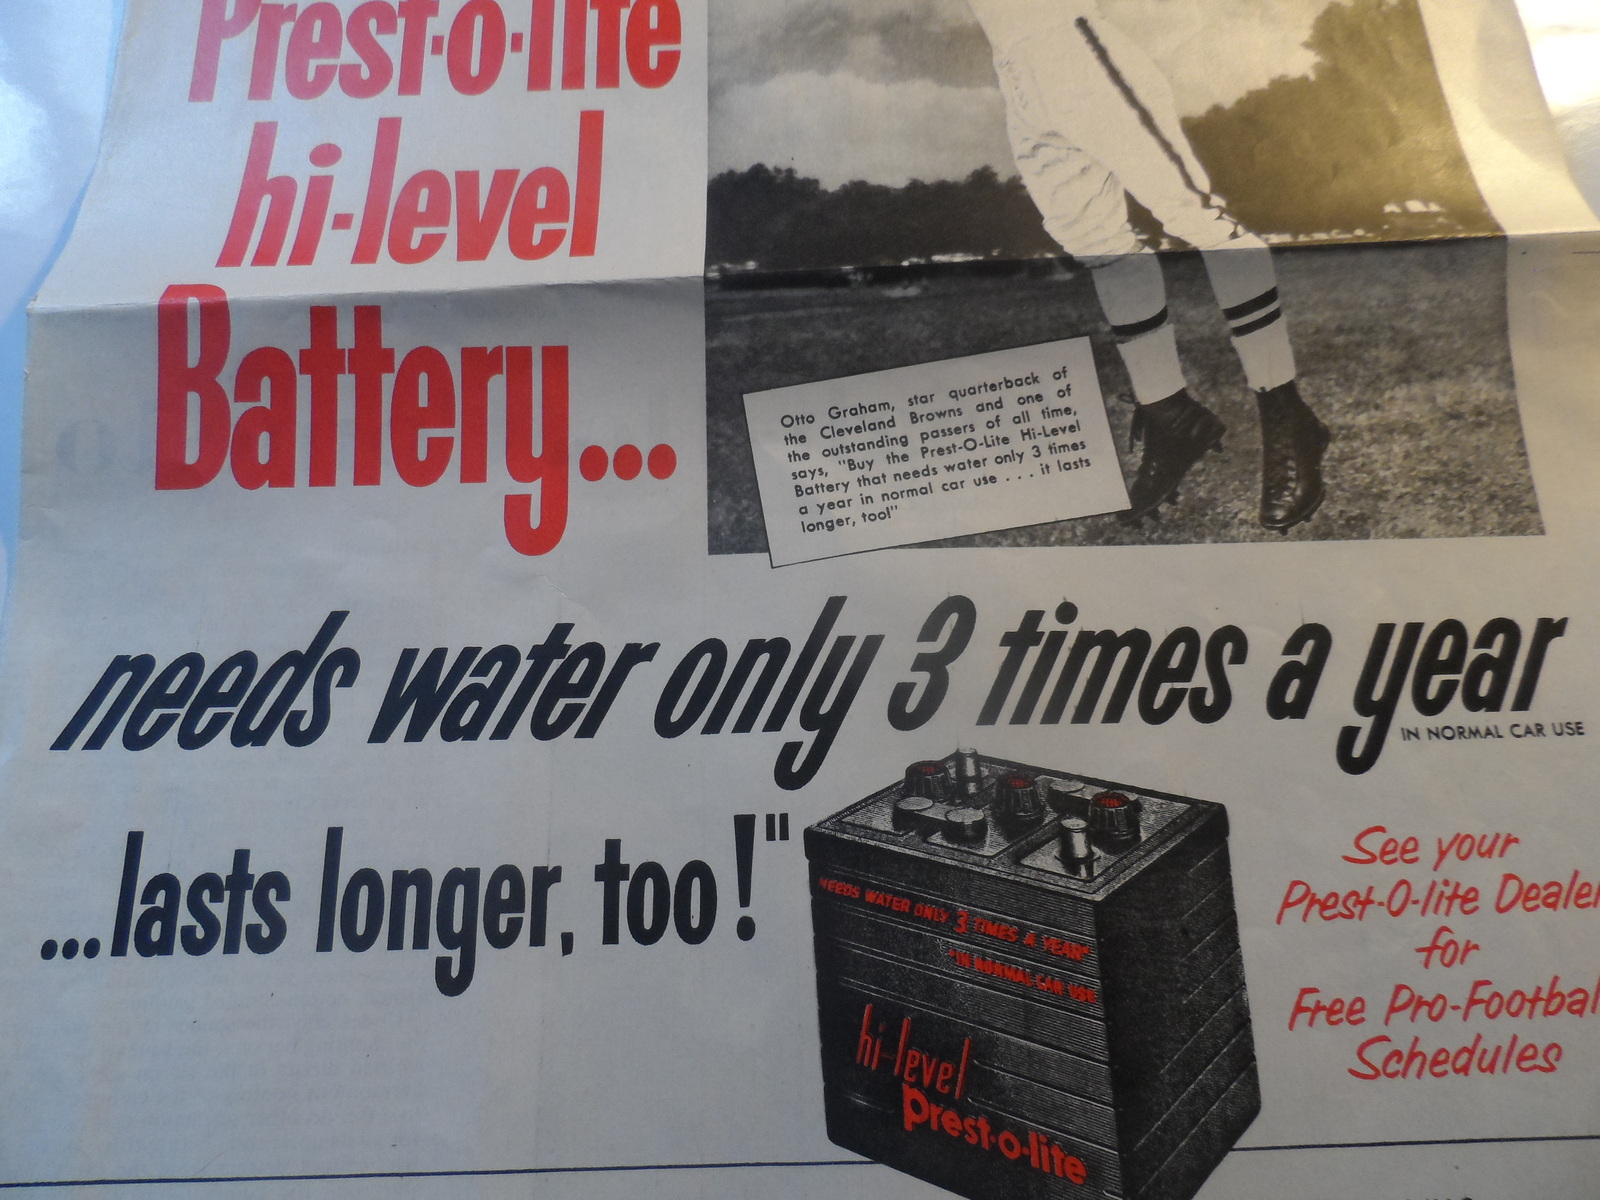 Prest-o-lite
hi-level
Battery...
Otto Graham, star quarterback of
the Cleveland Browns and one of
the outstanding passers of all time,
says, "Buy the Prest-O-Lite Hi-Level
Battery that needs water only 3 times
a year in normal car use . . . it lasts
longer, too!"
needs water only 3 times a year
IN NORMAL CAR USE
...lasts longer, too!"
NEEDS WATER ONLY 3 TIMES A YEAR*
*IN NORMAL CAR USE
hi-level
Prest-o-lite
See your
Prest-O-lite Dealer
for
Free Pro-Footbal
Schedules